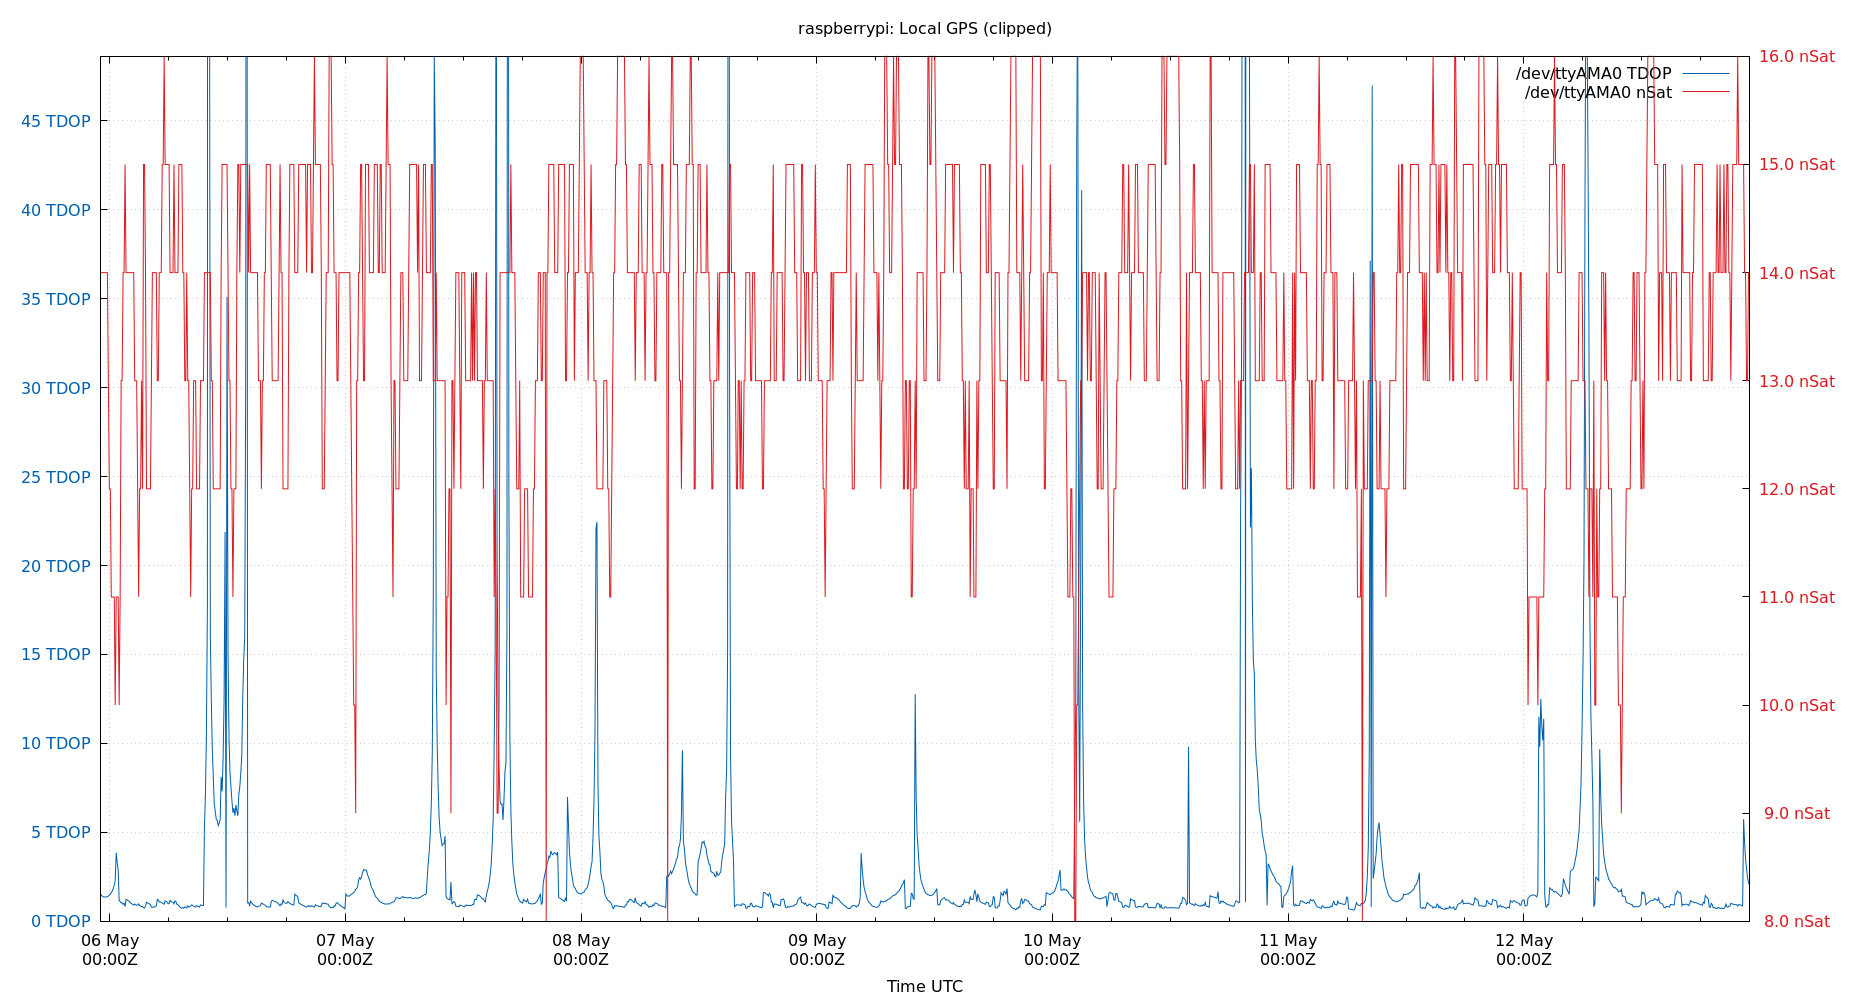 raspberrypi: Local GPS (clipped)
16.0 nSat
/dev/ttyAMA0 TDOP
/dev/ttyAMA0 nSat
45 TDOP
15.0 nSat
40 TDOP
14.0 nSat
35 TDOP
30 TDOP
13.0 nSat
25 TDOP
12.0 nSat
20 TDOP
11.0 nSat
15 TDOP
10.0 nSat
10 TDOP
9.0 nSat
5 TDOP
0 TDOP
8.0 nSat
06 May 07 May 08 May 09 May 10 May 11 May 12 May
00:00Z 00:00Z 00:00Z 00:00Z 00:00Z 00:00Z 00:00Z
Time UTC